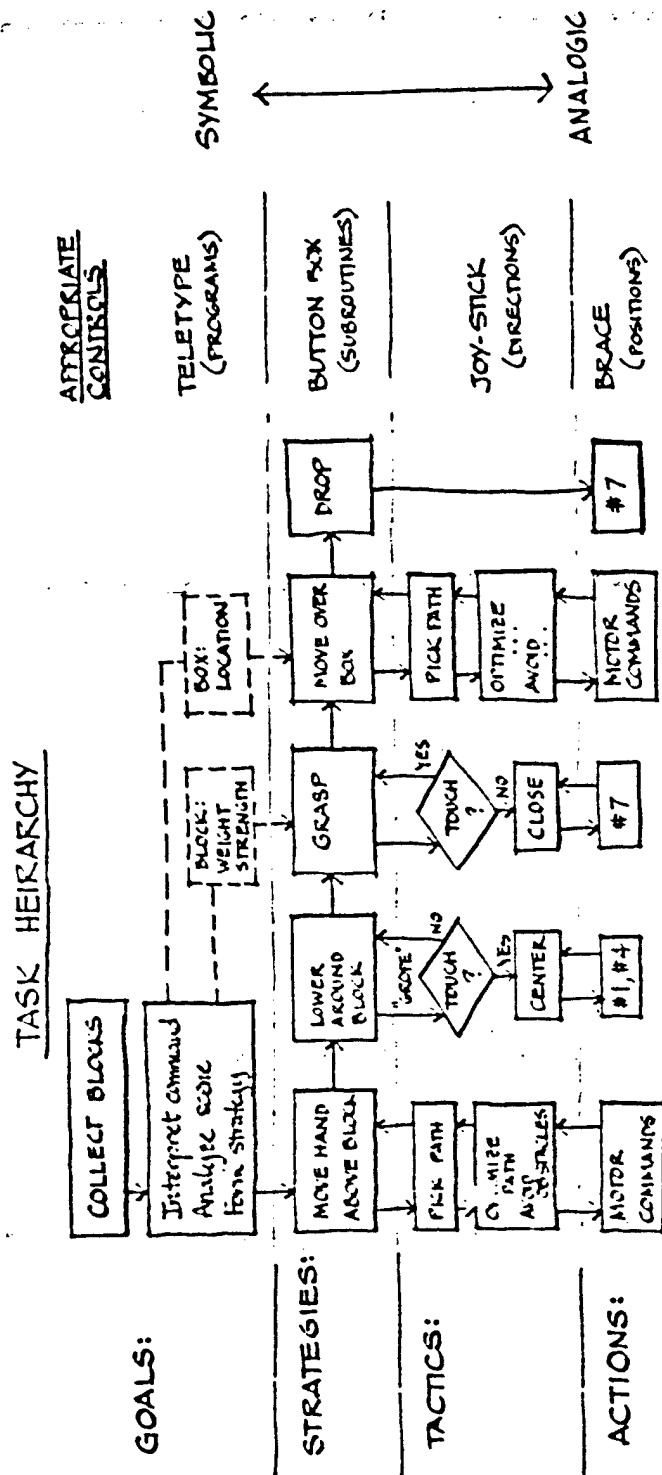 TASK HEIRARCHY
APPROPRIATE
CONTROLS
GOALS:
COLLECT BLOCKS
Interpret command
Analyze scene
Form strategy
BLOCK:
WEIGHT
STRENGTH
BOX:
LOCATION
TELETYPE
(PROGRAMS)
SYMBOLIC
STRATEGIES:
MOVE HAND
ABOVE BLOCK
LOWER
AROUND
BLOCK
GRASP
MOVE OVER
BOX
DROP
BUTTON BOX
(SUBROUTINES)
TACTICS:
PICK PATH
PATH
AVOID
OBSTACLES
"GROPE"
NO
TOUCH
?
YES
CENTER
YES
TOUCH
?
NO
CLOSE
PICK PATH
OPTIMIZE
AVOID
JOY-STICK
(DIRECTIONS)
ACTIONS:
MOTOR
COMMANDS
#1, #4
#7
MOTOR
COMMANDS
#7
BRACE
(POSITIONS)
ANALOGIC